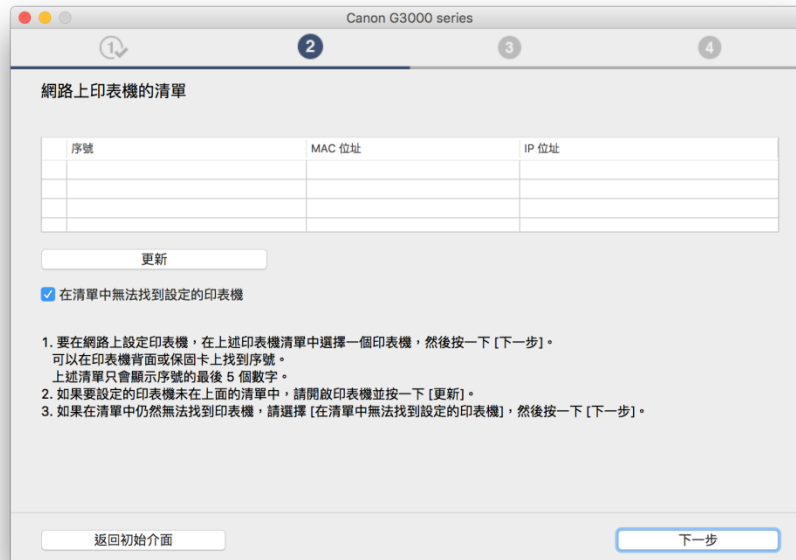 Canon G3000 series
1 2 3 4
網路上印表機的清單
序號 MAC 位址 IP 位址
更新
在清單中無法找到設定的印表機
1. 要在網路上設定印表機，在上述印表機清單中選擇一個印表機，然後按一下 [下一步]。
可以在印表機背面或保固卡上找到序號。
上述清單只會顯示序號的最後 5 個數字。
2. 如果要設定的印表機未在上面的清單中，請開啟印表機並按一下 [更新]。
3. 如果在清單中仍然無法找到印表機，請選擇 [在清單中無法找到設定的印表機]，然後按一下 [下一步]。
返回初始介面 下一步